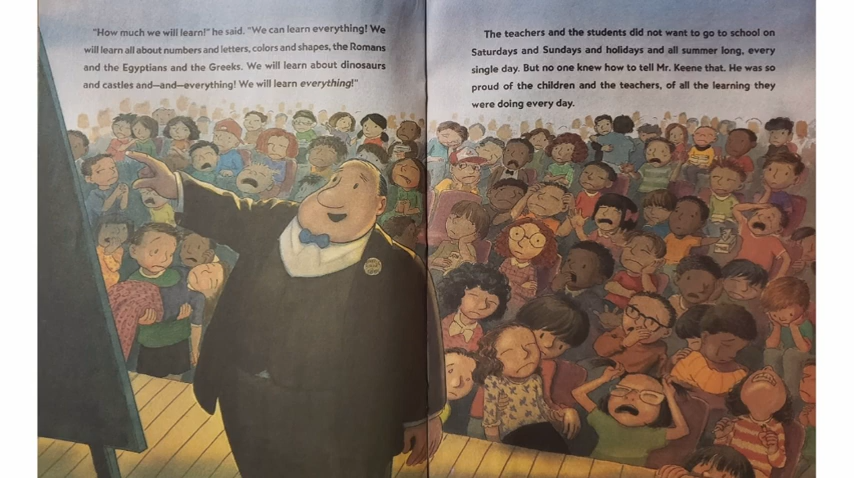 "How much we will learn!" he said. "We can learn everything! We
will learn all about numbers and letters, colors and shapes, the Romans
and the Egyptians and the Greeks. We will learn about dinosaurs
and castles and—and—everything! We will learn everything!"
The teachers and the students did not want to go to school on
Saturdays and Sundays and holidays and all summer long, every
single day. But no one knew how to tell Mr. Keene that. He was so
proud of the children and the teachers, of all the learning they
were doing every day.